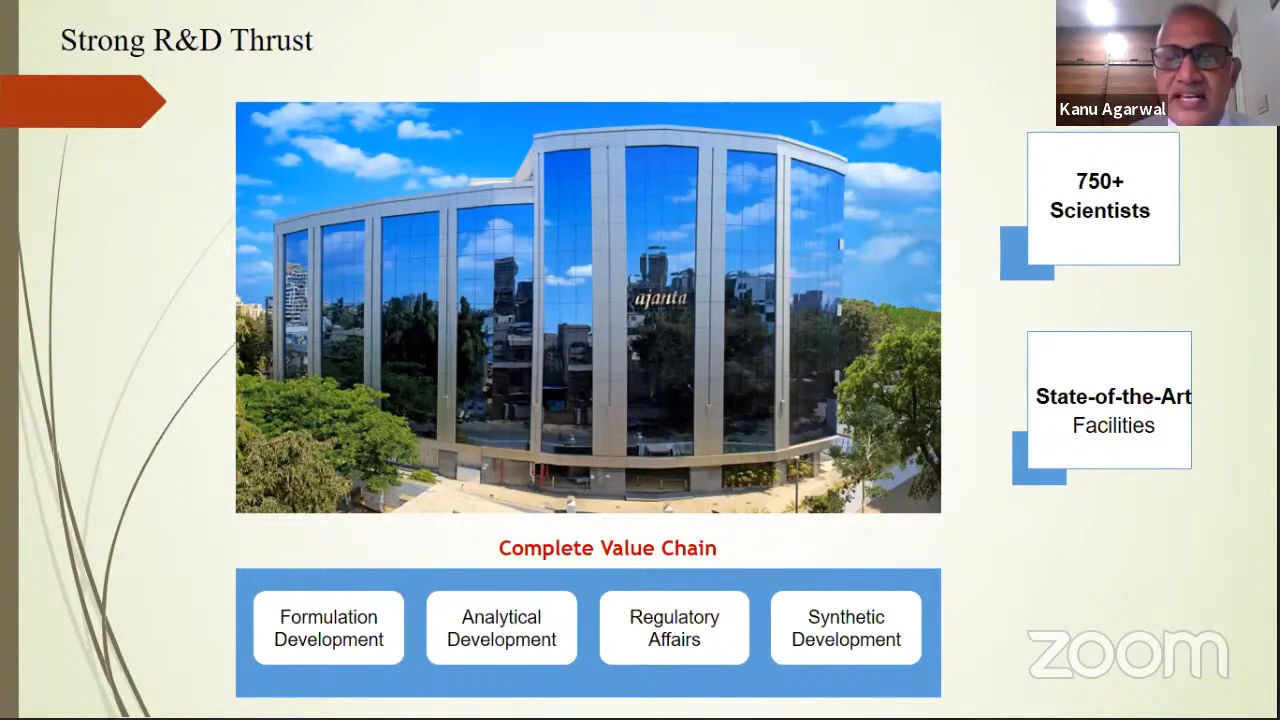 Strong R&D Thrust
Kanu Agarwal
750+
Scientists
ajanta
State-of-the-Art
Facilities
Complete Value Chain
Formulation
Development
Analytical
Development
Regulatory
Affairs
Synthetic
Development
zoom